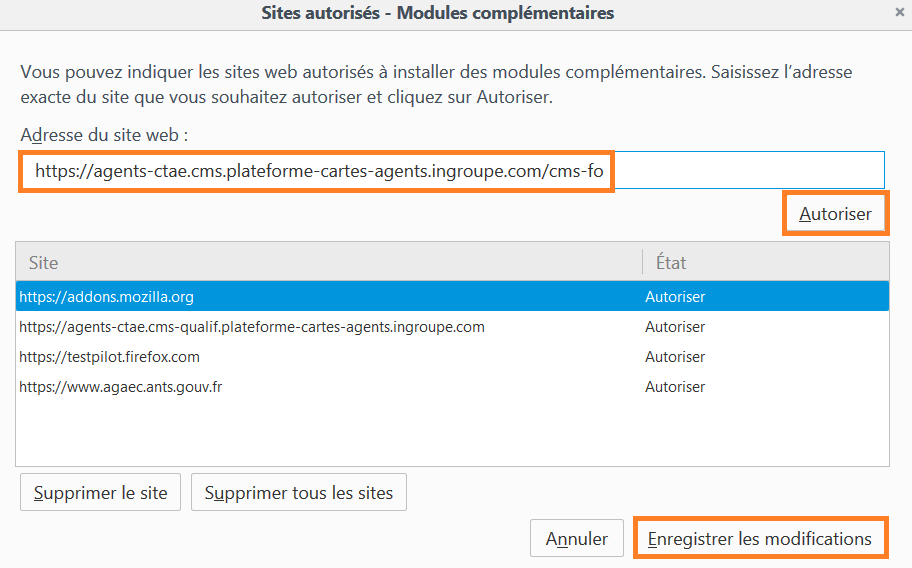 Sites autorisés - Modules complémentaires
×
Vous pouvez indiquer les sites web autorisés à installer des modules complémentaires. Saisissez l’adresse
exacte du site que vous souhaitez autoriser et cliquez sur Autoriser.
Adresse du site web :
https://agents-ctae.cms.plateforme-cartes-agents.ingroupe.com/cms-fo
Autoriser
Site État
https://addons.mozilla.org Autoriser
https://agents-ctae.cms-qualif.plateforme-cartes-agents.ingroupe.com Autoriser
https://testpilot.firefox.com Autoriser
https://www.agaec.ants.gouv.fr Autoriser
Supprimer le site Supprimer tous les sites
Annuler Enregistrer les modifications